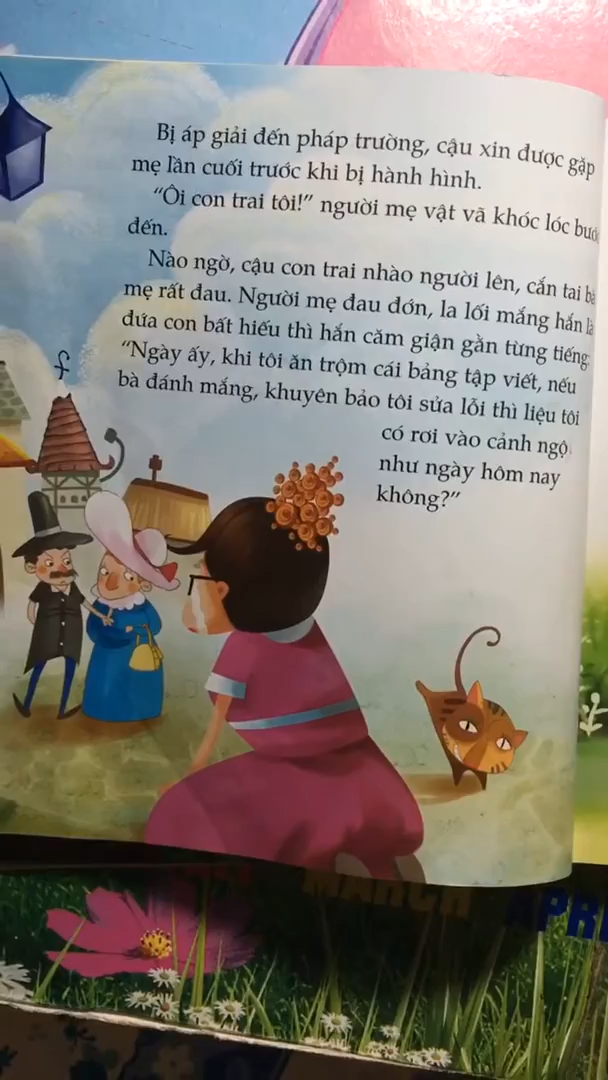 Bị áp giải đến pháp trường, cậu xin được gặp
mẹ lần cuối trước khi bị hành hình.
“Ôi con trai tôi!” người mẹ vật vã khóc lóc bước
đến.
Nào ngờ, cậu con trai nhào người lên, cắn tai bà
mẹ rất đau. Người mẹ đau đớn, la lối mắng hắn là
đứa con bất hiếu thì hắn căm giận gằn từng tiếng:
“Ngày ấy, khi tôi ăn trộm cái bảng tập viết, nếu
bà đánh mắng, khuyên bảo tôi sửa lỗi thì liệu tôi
có rơi vào cảnh ngộ
như ngày hôm nay
không?”
MARCH APRI